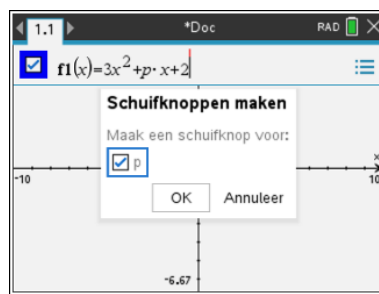 1.1 *Doc RAD
f1(x)=3x²+p·x+2
Schuifknoppen maken
Maak een schuifknop voor:
p
OK Annuleer
x
-10 10
-6.67